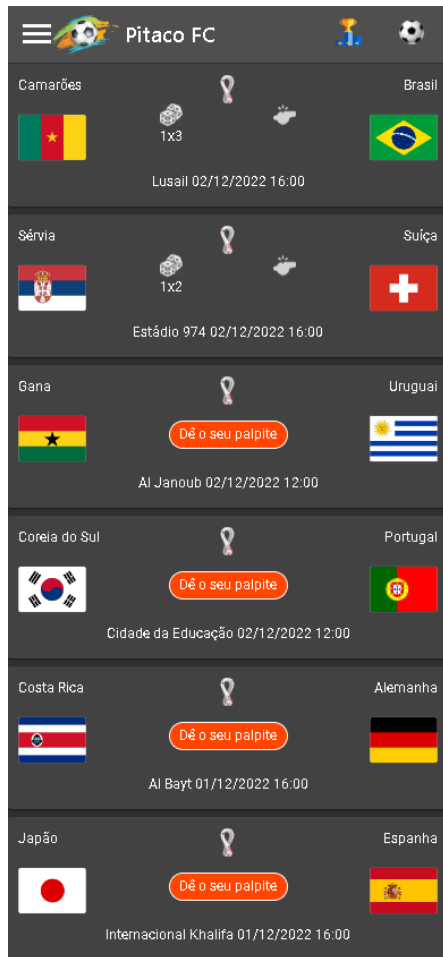 Pitaco FC
Camarões Brasil
1x3
Lusail 02/12/2022 16:00
Sérvia Suíça
1x2
Estádio 974 02/12/2022 16:00
Gana Uruguai
Dê o seu palpite
Al Janoub 02/12/2022 12:00
Coreia do Sul Portugal
Dê o seu palpite
Cidade da Educação 02/12/2022 12:00
Costa Rica Alemanha
Dê o seu palpite
Al Bayt 01/12/2022 16:00
Japão Espanha
Dê o seu palpite
Internacional Khalifa 01/12/2022 16:00